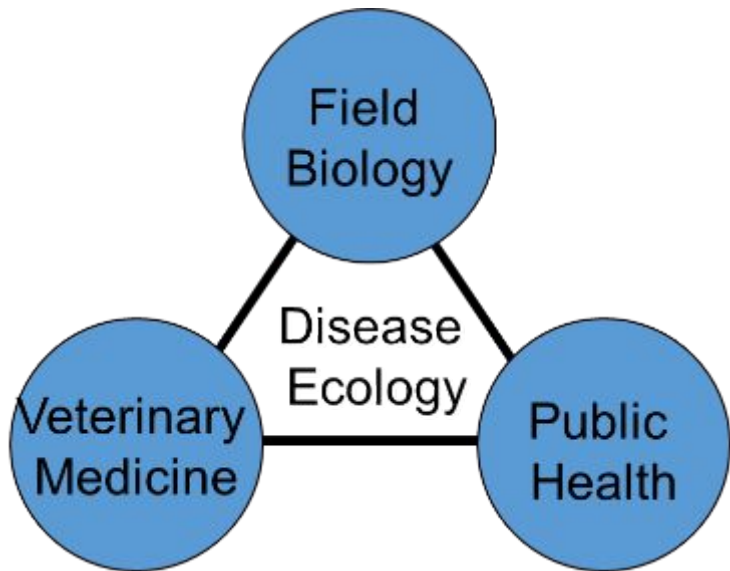 Field
Biology
Disease
Ecology
Veterinary
Medicine
Public
Health